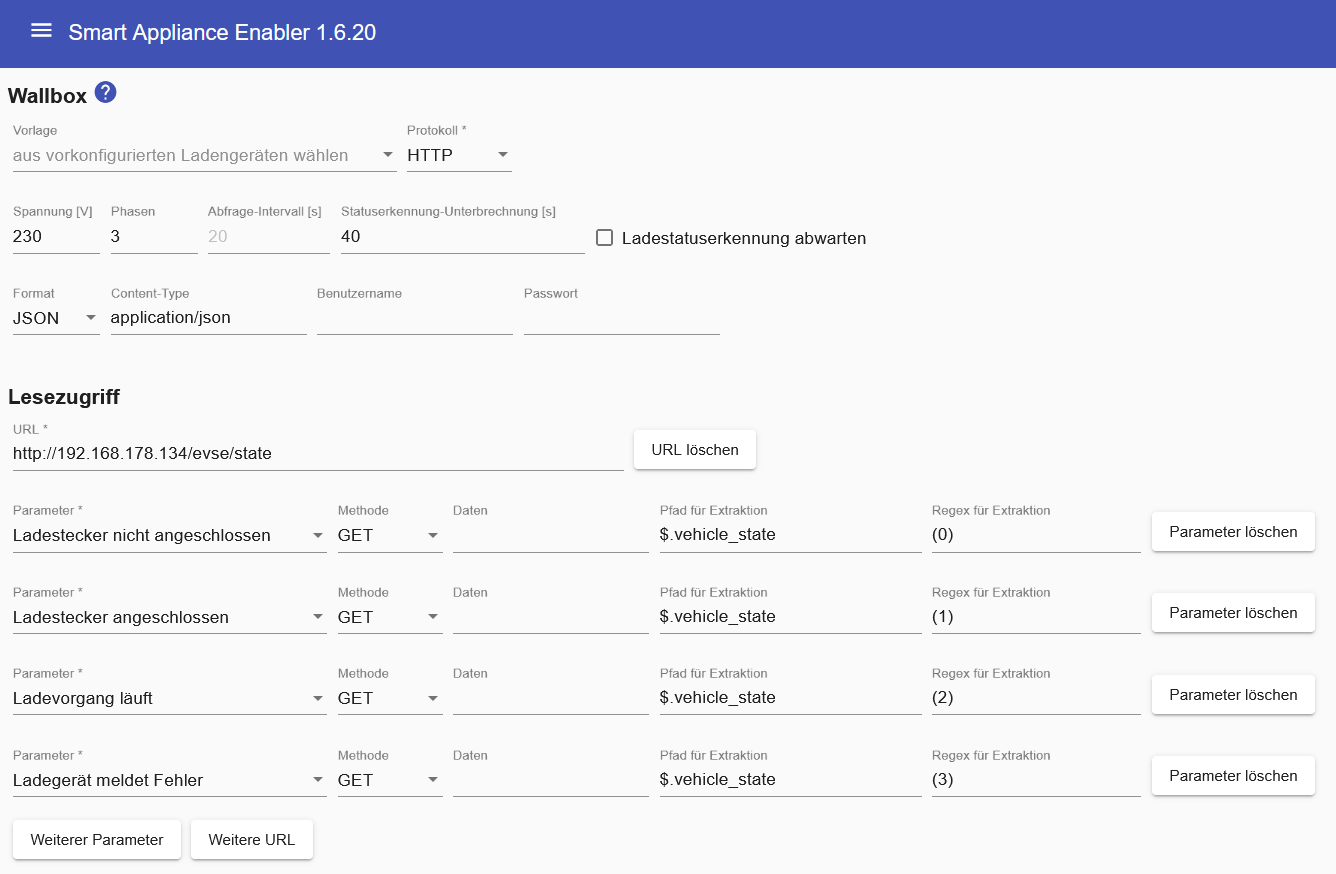 Smart Appliance Enabler 1.6.20
Wallbox ?
Vorlage Protokoll *
aus vorkonfigurierten Ladengeräten wählen HTTP
Spannung [V] Phasen Abfrage-Intervall [s] Statuserkennung-Unterbrechnung [s]
230 3 20 40 Ladestatuserkennung abwarten
Format Content-Type Benutzername Passwort
JSON application/json
Lesezugriff
URL *
http://192.168.178.134/evse/state URL löschen
Parameter * Methode Daten Pfad für Extraktion Regex für Extraktion
Ladestecker nicht angeschlossen GET $.vehicle_state (0) Parameter löschen
Parameter * Methode Daten Pfad für Extraktion Regex für Extraktion
Ladestecker angeschlossen GET $.vehicle_state (1) Parameter löschen
Parameter * Methode Daten Pfad für Extraktion Regex für Extraktion
Ladevorgang läuft GET $.vehicle_state (2) Parameter löschen
Parameter * Methode Daten Pfad für Extraktion Regex für Extraktion
Ladegerät meldet Fehler GET $.vehicle_state (3) Parameter löschen
Weiterer Parameter Weitere URL